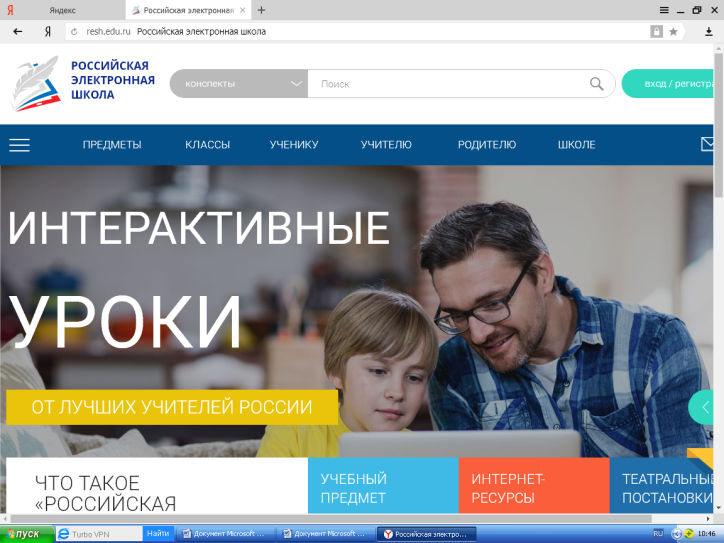 Яндекс
Российская электронная
resh.edu.ru Российская электронная школа
РОССИЙСКАЯ
ЭЛЕКТРОННАЯ
ШКОЛА
конспекты
Поиск
вход / регистра
ПРЕДМЕТЫ
КЛАССЫ
УЧЕНИКУ
УЧИТЕЛЮ
РОДИТЕЛЮ
ШКОЛЕ
ИНТЕРАКТИВНЫЕ
УРОКИ
ОТ ЛУЧШИХ УЧИТЕЛЕЙ РОССИИ
ЧТО ТАКОЕ
«РОССИЙСКАЯ
УЧЕБНЫЙ
ПРЕДМЕТ
ИНТЕРНЕТ-
РЕСУРСЫ
ТЕАТРАЛЬНЫЕ
ПОСТАНОВКИ
пуск
Turbo VPN
Найти
Документ Microsoft ...
Документ Microsoft ...
Российская электро...
RU
10:46